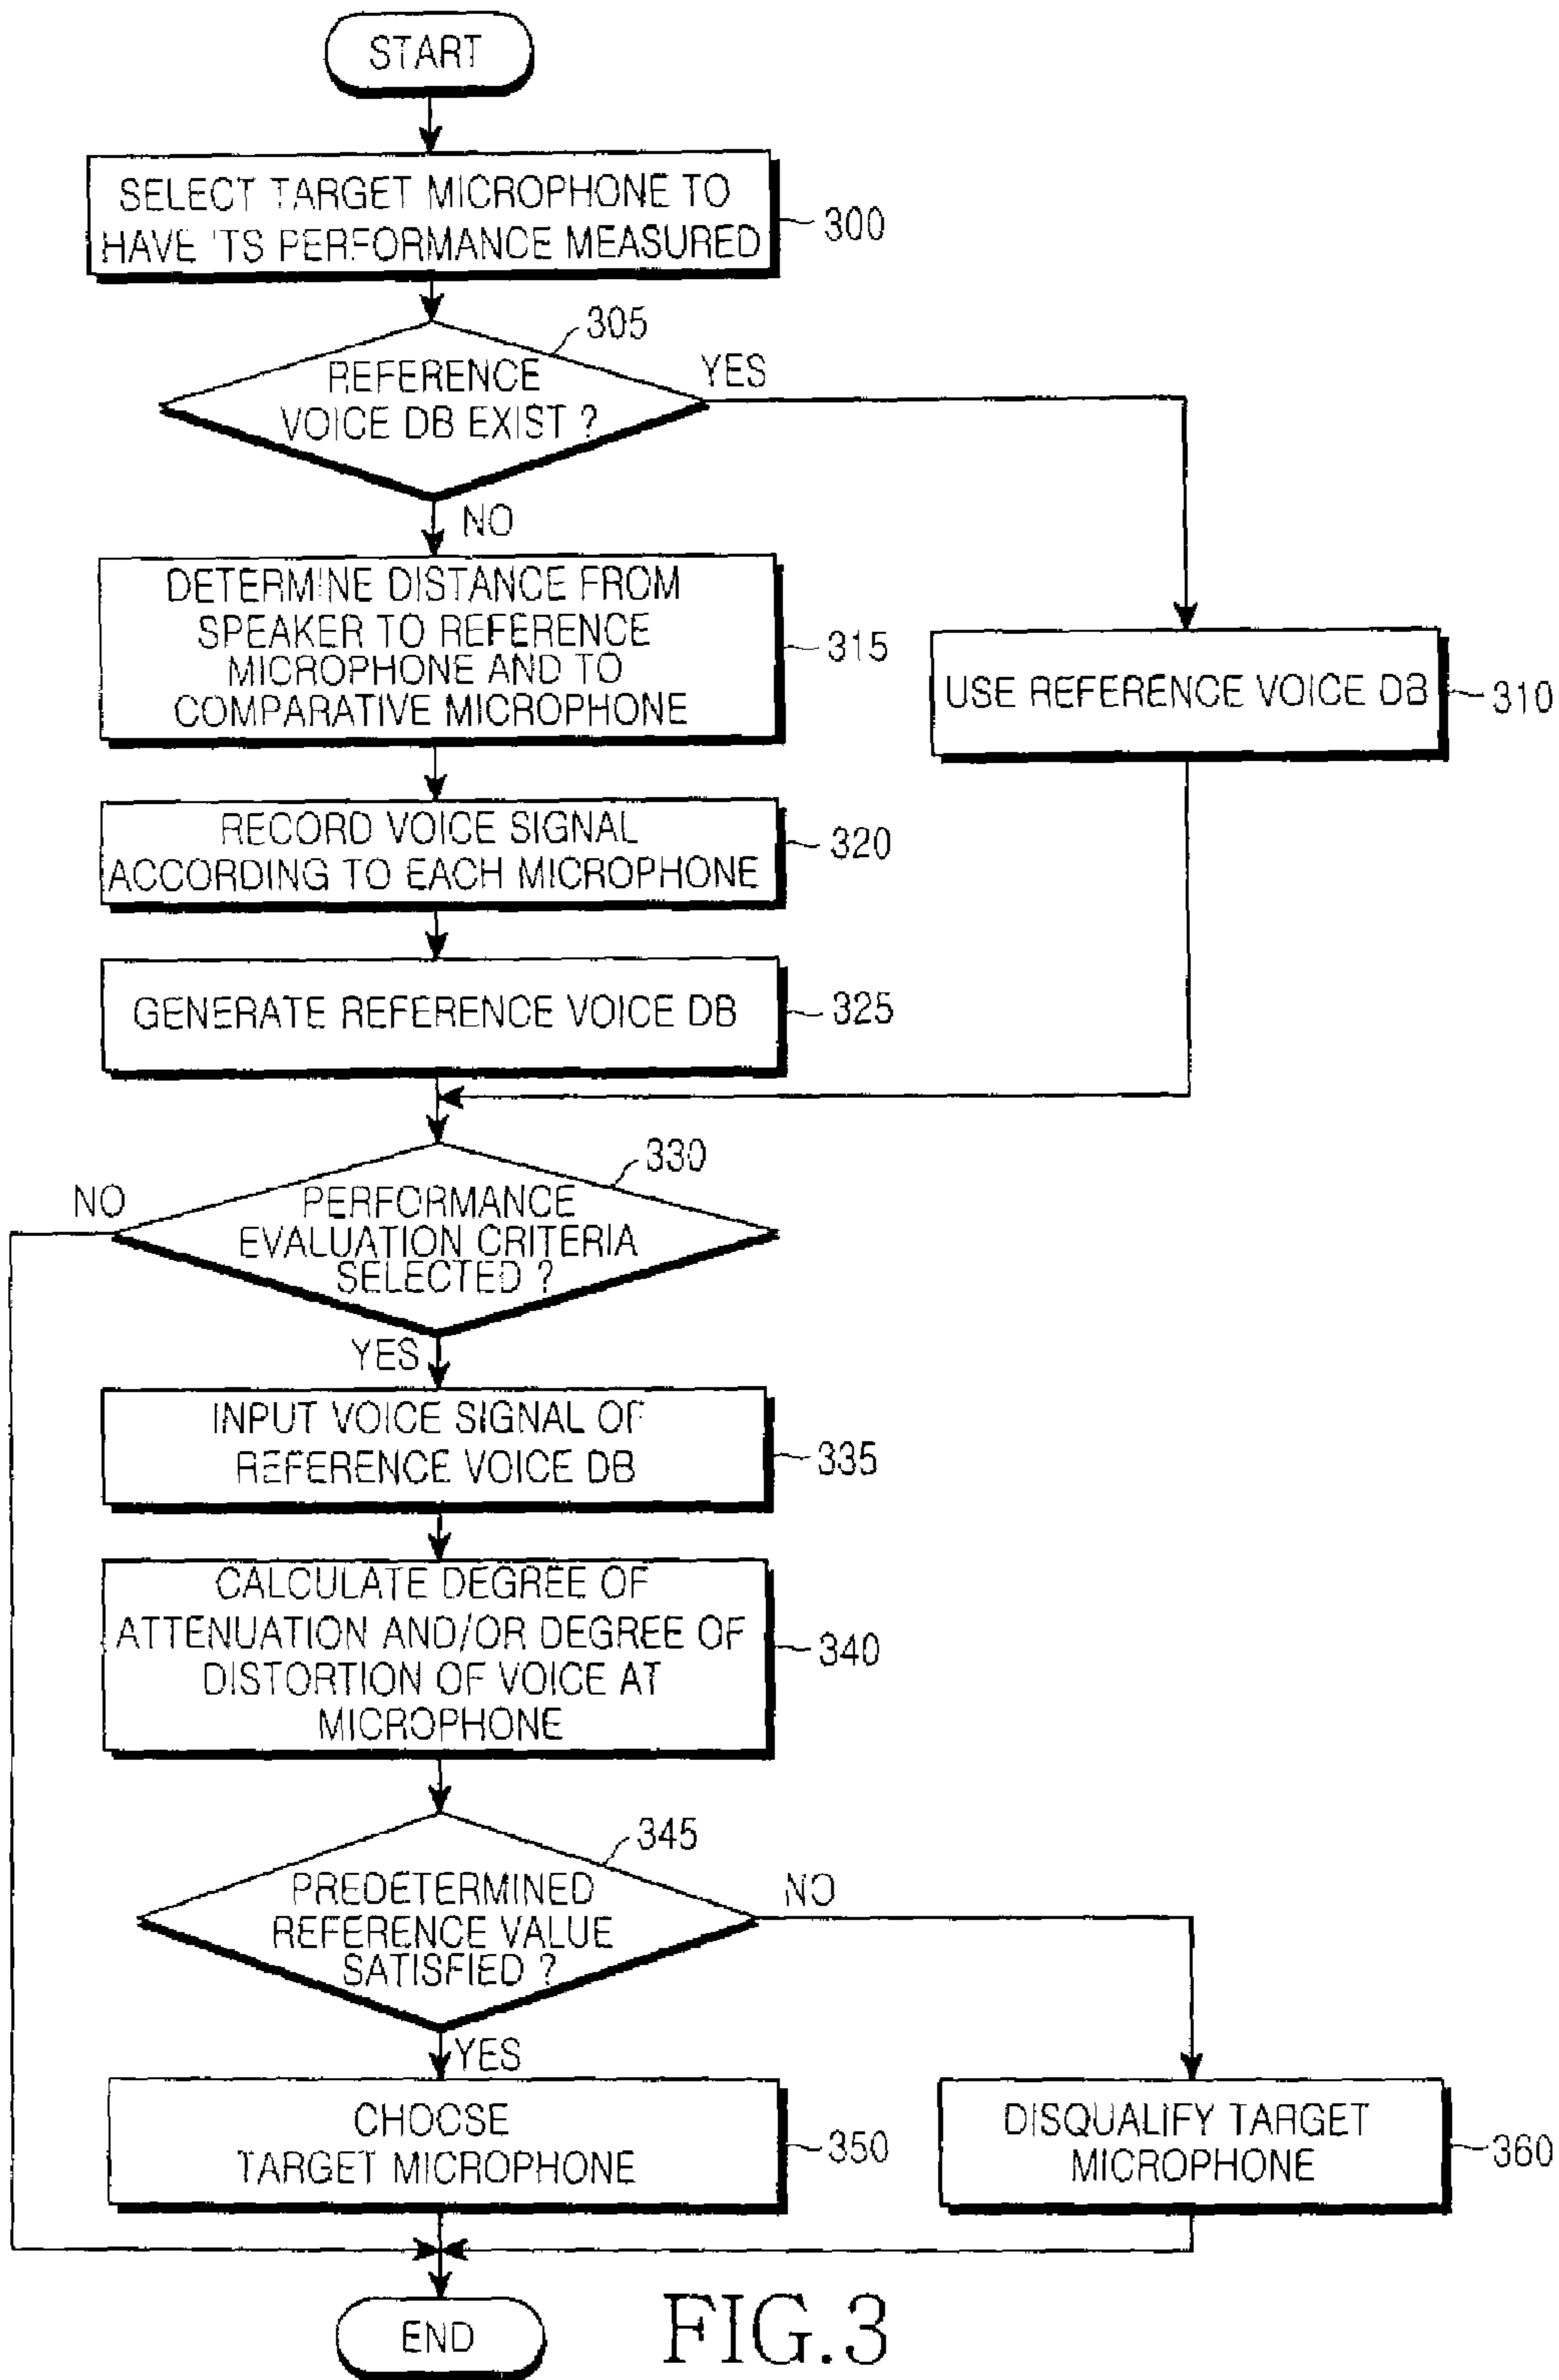 START
SELECT TARGET MICROPHONE TO
HAVE 'TS PERFORMANCE MEASURED
300
305
REFERENCE
VOICE DB EXIST ?
YES
NO
DETERMINE DISTANCE FROM
SPEAKER TO REFERENCE
MICROPHONE AND TO
COMPARATIVE MICROPHONE
315
USE REFERENCE VOICE DB
310
RECORD VOICE SIGNAL
ACCORDING TO EACH MICROPHONE
320
GENERATE REFERENCE VOICE DB
325
330
NO
PERFORMANCE
EVALUATION CRITERIA
SELECTED ?
YES
INPUT VOICE SIGNAL OF
REFERENCE VOICE DB
335
CALCULATE DEGREE OF
ATTENUATION AND/OR DEGREE OF
DISTORTION OF VOICE AT
MICROPHONE
340
345
PREDETERMINED
REFERENCE VALUE
SATISFIED ?
NO
YES
CHOOSE
TARGET MICROPHONE
350
DISQUALIFY TARGET
MICROPHONE
360
END
FIG.3